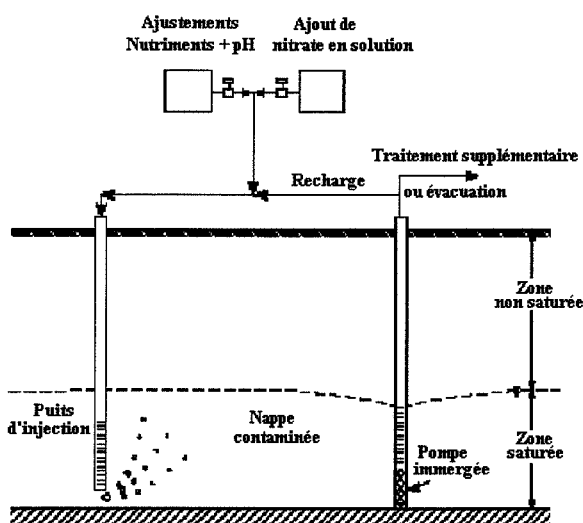 Ajustements
Nutriments + pH
Ajout de
nitrate en solution
Traitement supplémentaire
ou évacuation
Recharge
Zone
non saturée
Puits
d'injection
Nappe
contaminée
Pompe
immergée
Zone
saturée